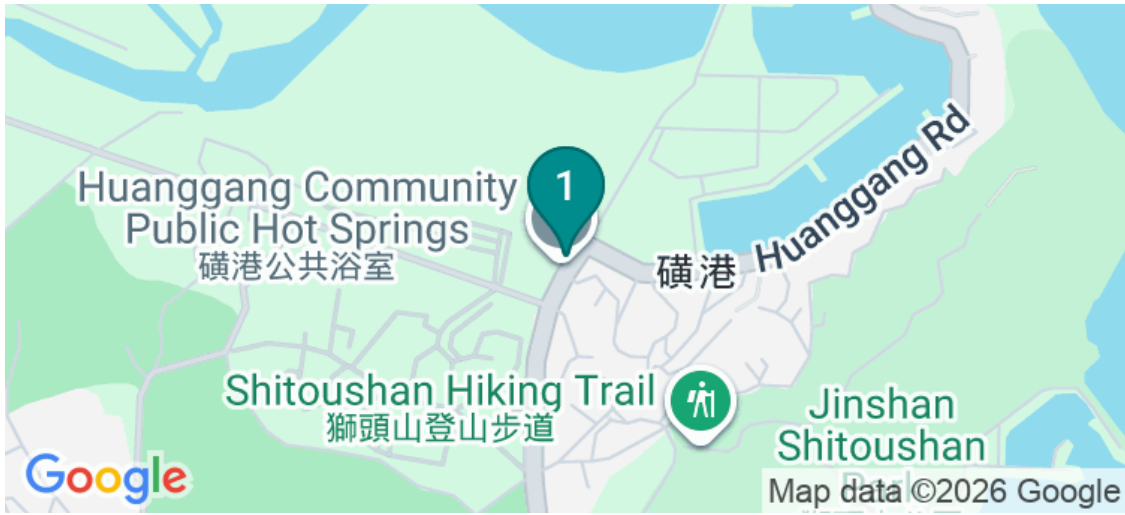 1
Huanggang Community
Public Hot Springs
磺港公共浴室
磺港
Huanggang Rd
Shitoushan Hiking Trail
獅頭山登山步道
Jinshan
Shitoushan
Google
Map data ©2026 Google